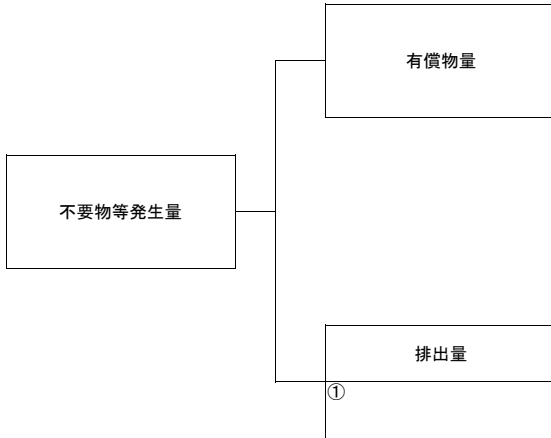 有償物量
不要物等発生量
排出量
①